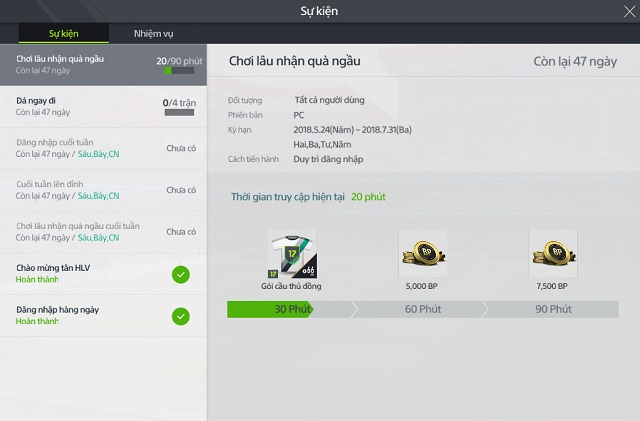 Sự kiện
Sự kiện
Nhiệm vụ
Chơi lâu nhận quà ngầu
20/90 phút
Còn lại 47 ngày
Đá ngay đi
0/4 trận
Còn lại 47 ngày
Đăng nhập cuối tuần
Chưa có
Còn lại 47 ngày / Sáu,Bảy,CN
Cuối tuần lên đỉnh
Chưa có
Còn lại 47 ngày / Sáu,Bảy,CN
Chơi lâu nhận quà ngầu cuối tuần
Chưa có
Còn lại 47 ngày / Sáu,Bảy,CN
Chào mừng tân HLV
Hoàn thành
Đăng nhập hàng ngày
Hoàn thành
Chơi lâu nhận quà ngầu
Còn lại 47 ngày
Đối tượng Tất cả người dùng
Phiên bản PC
Kỳ hạn 2018.5.24(Năm) ~ 2018.7.31(Ba)
Hai,Ba,Tư,Năm
Cách tiến hành Duy trì đăng nhập
Thời gian truy cập hiện tại 20 phút
17
17
Gói cầu thủ đồng
BP
5,000 BP
BP
7,500 BP
30 Phút
60 Phút
90 Phút